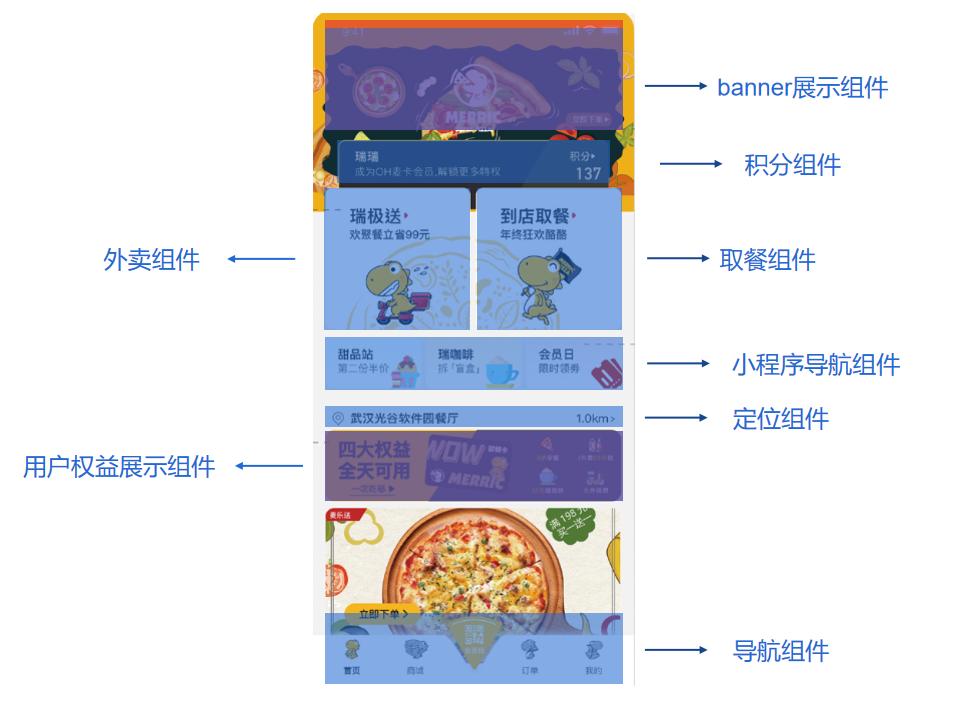 9:41
MERRIC
立即下单
banner展示组件
瑞瑞
积分
成为OH麦卡会员,解锁更多特权
137
积分组件
瑞极送
欢聚餐立省99元
到店取餐
年终狂欢酪酪
外卖组件
取餐组件
甜品站
第二份半价
瑞咖啡
拆「盲盒」
会员日
限时领券
小程序导航组件
武汉光谷软件园餐厅
1.0km>
定位组件
四大权益
全天可用
WOW
MERRIC
用户权益展示组件
麦乐送
满198元
买一送一
立即下单 >
首页
商城
订单
我的
导航组件